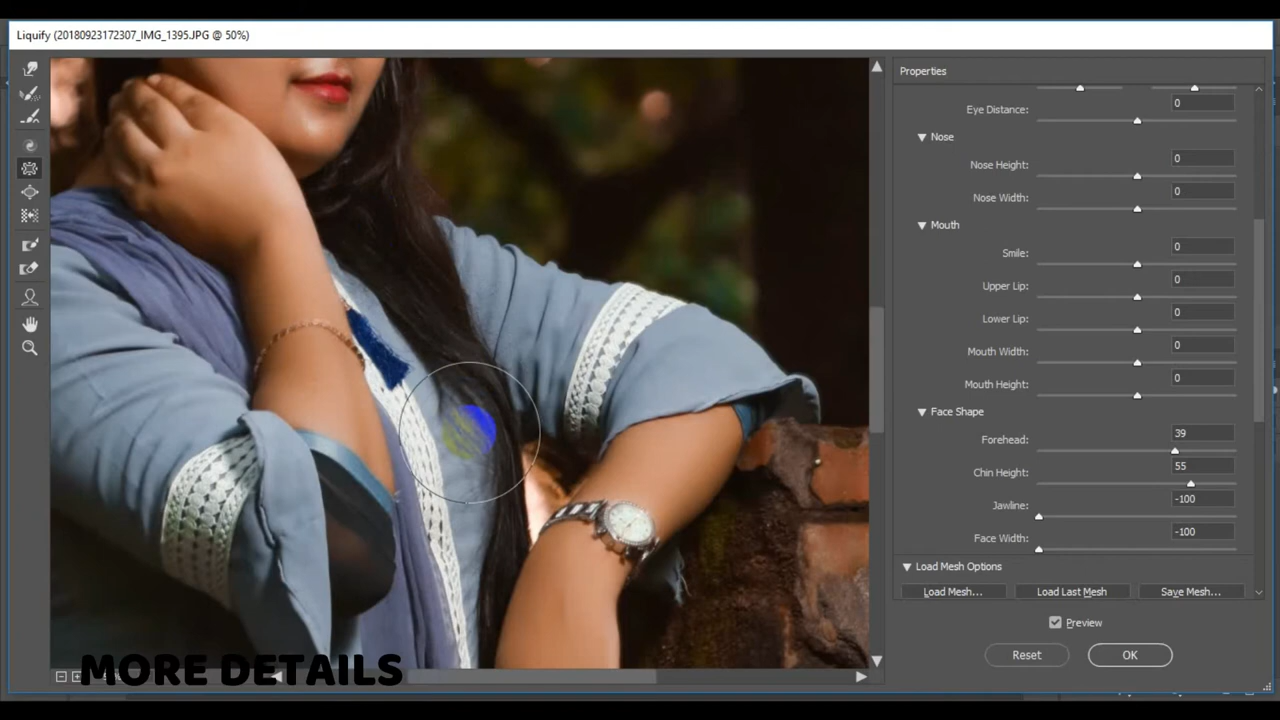 Liquify (20180923172307_IMG_1395.JPG @ 50%)
Properties
Eye Distance: 0
Nose
Nose Height: 0
Nose Width: 0
Mouth
Smile: 0
Upper Lip: 0
Lower Lip: 0
Mouth Width: 0
Mouth Height: 0
Face Shape
Forehead: 39
Chin Height: 55
Jawline: -100
Face Width: -100
Load Mesh Options
Load Mesh... Load Last Mesh Save Mesh...
Preview
Reset OK
MORE DETAILS